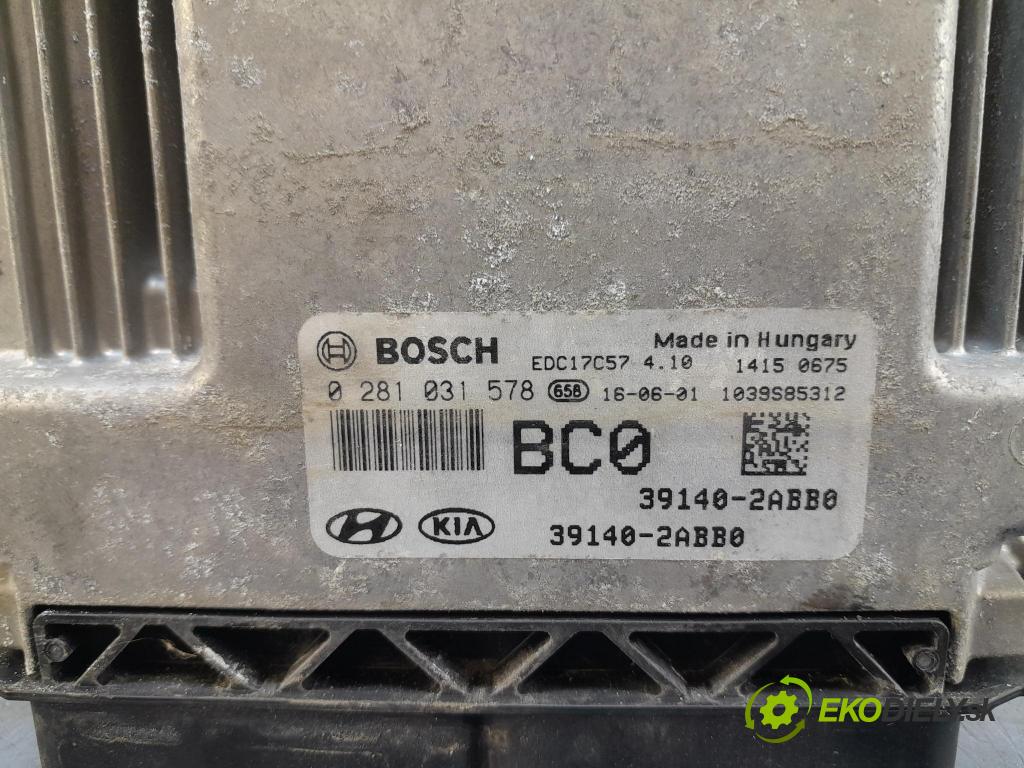 BOSCH
Made in Hungary
EDC17C57 4.10 1415 0675
0 281 031 578 658 16-06-01 1039S85312
BC0
39140-2ABB0
KIA 39140-2ABB0
EKODIELY.sk